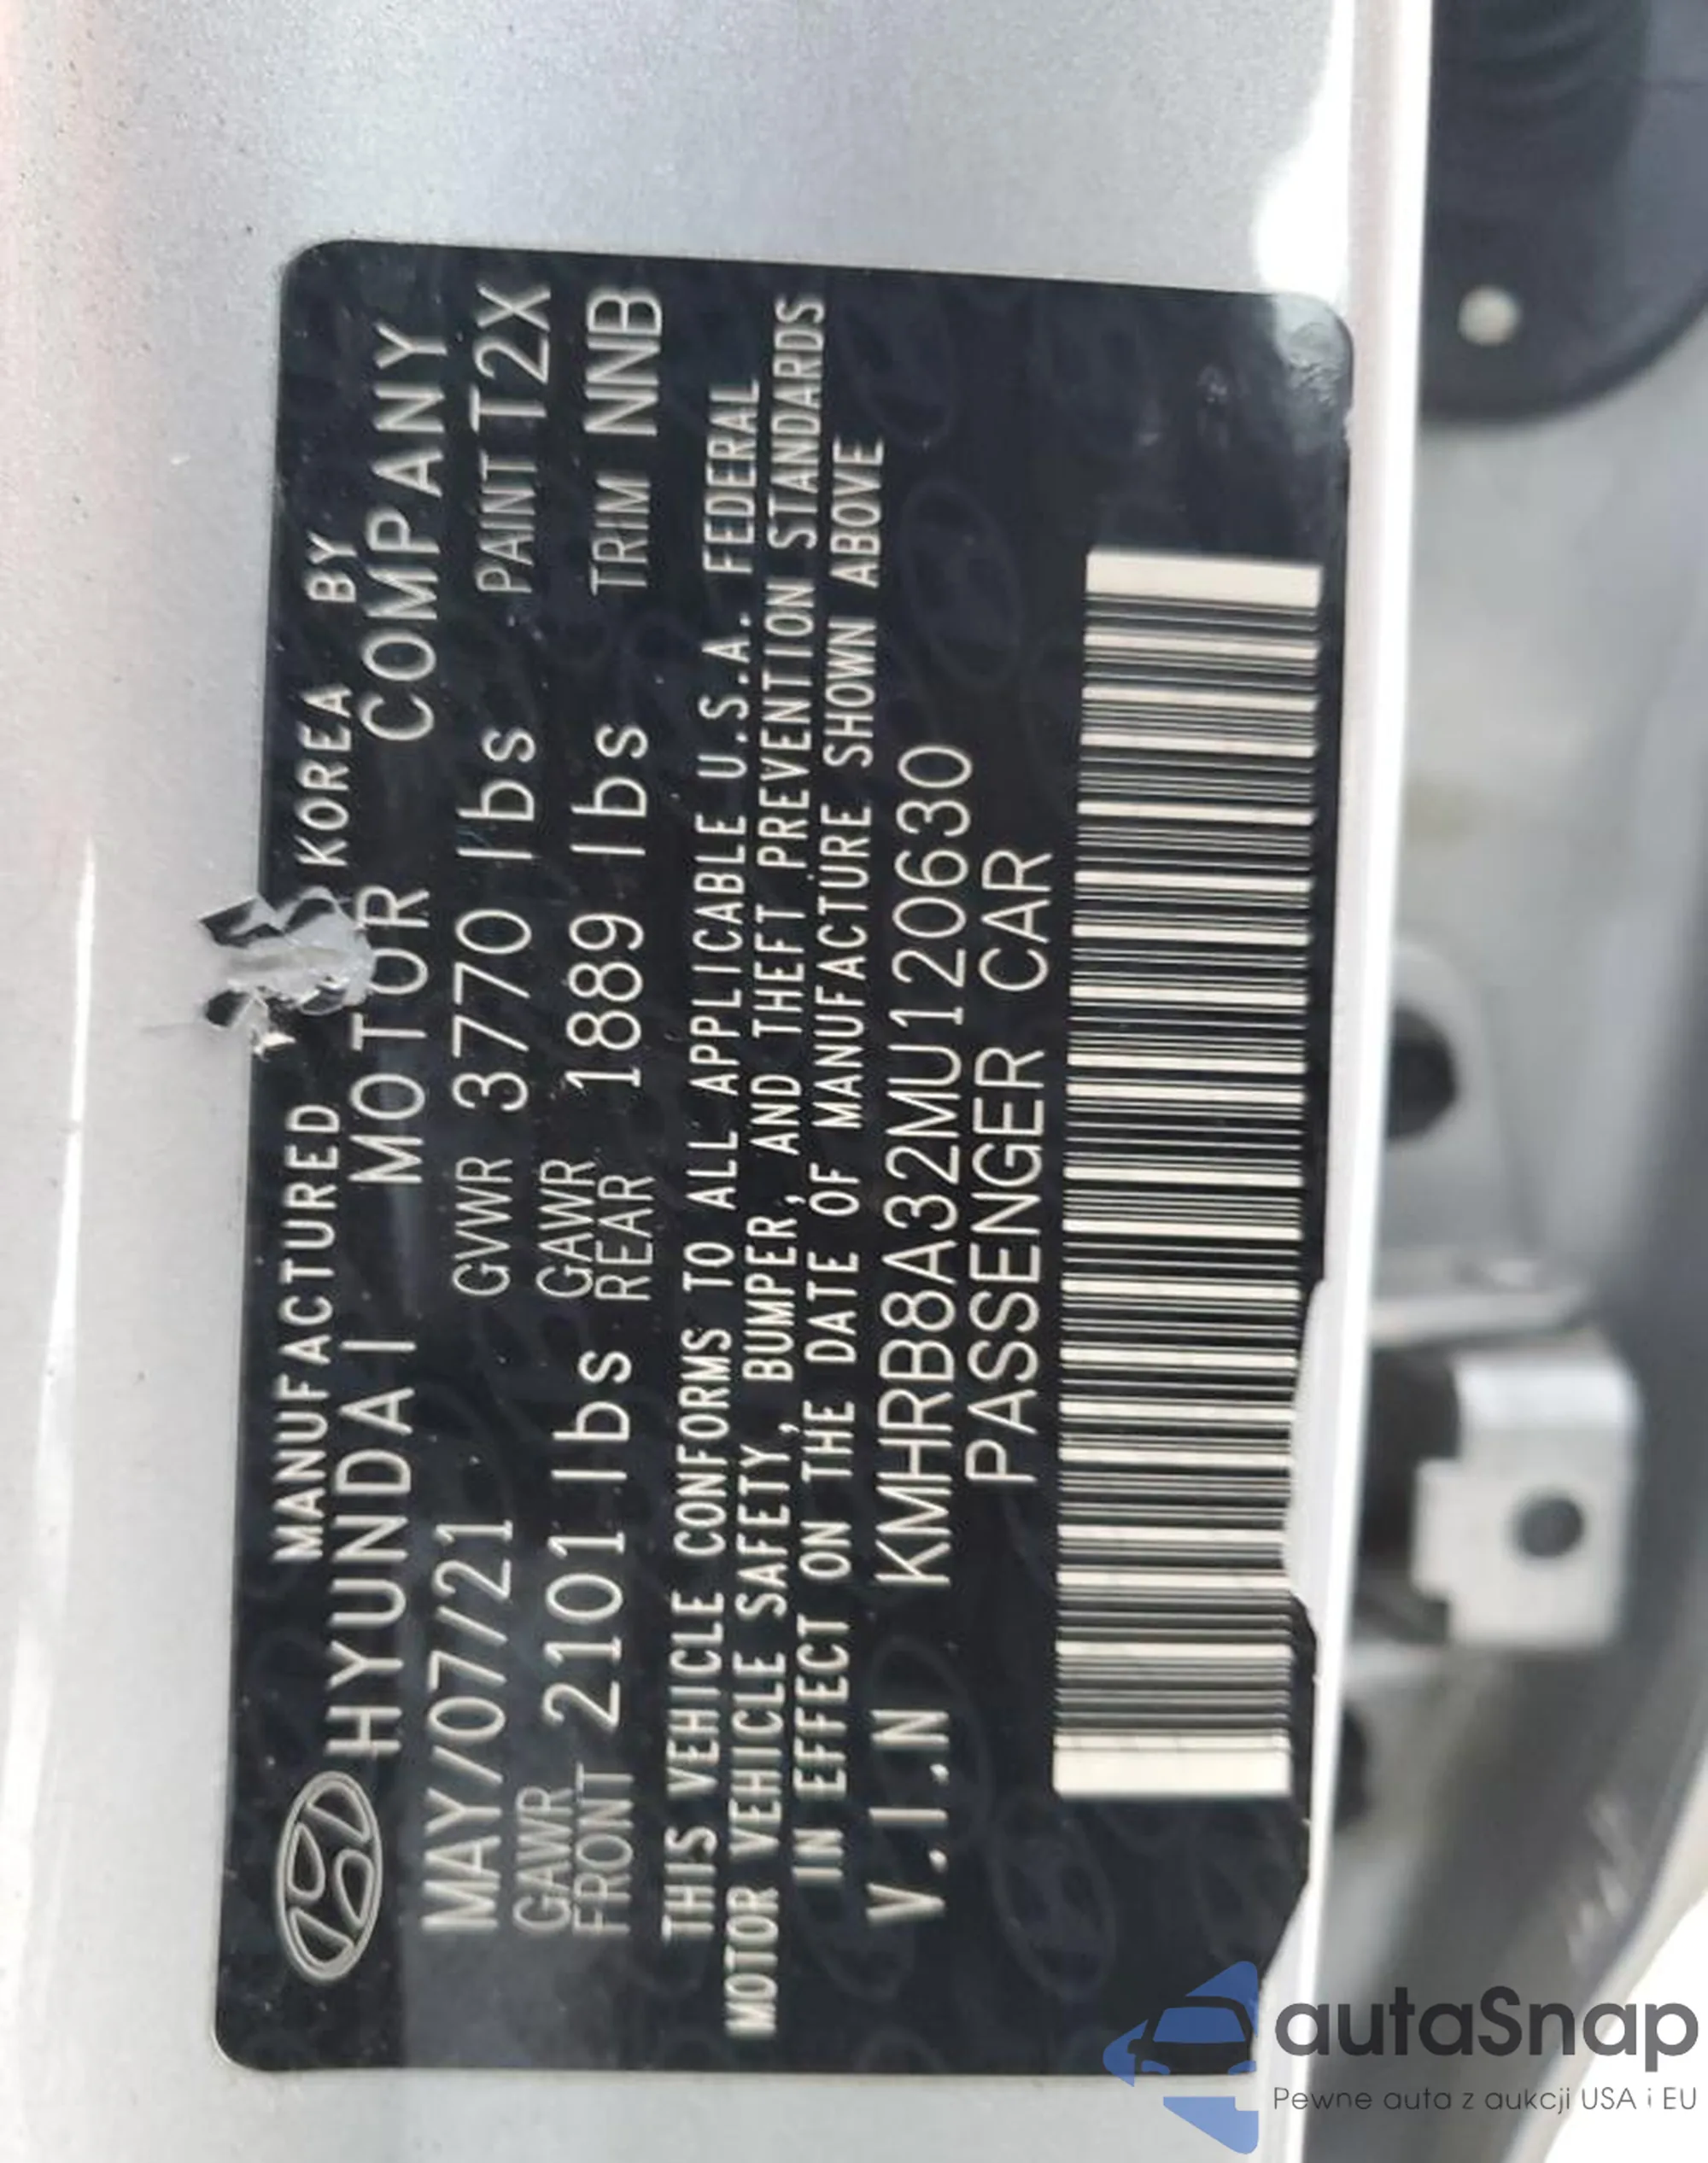 MANUFACTURED KOREA BY
HYUNDAI MOTOR COMPANY
MAY/07/21 GVWR 3770 lbs PAINT T2X
GAWR FRONT 2101 lbs GAWR REAR 1889 lbs TRIM NNB
THIS VEHICLE CONFORMS TO ALL APPLICABLE U.S.A. FEDERAL
MOTOR VEHICLE SAFETY, BUMPER, AND THEFT PREVENTION STANDARDS
IN EFFECT ON THE DATE OF MANUFACTURE SHOWN ABOVE
V.I.N KMHRB8A32MU120630
PASSENGER CAR
autaSnap
Pewne auta z aukcji USA i EU